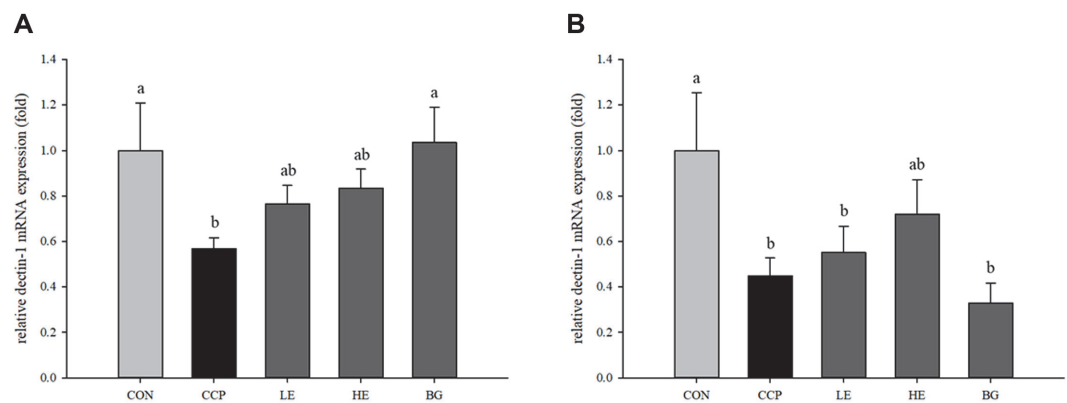 A
relative dectin-1 mRNA expression (fold)
1.4
1.2
1.0
0.8
0.6
0.4
0.2
0.0
a
b
ab
ab
a
CON CCP LE HE BG
B
relative dectin-1 mRNA expression (fold)
1.4
1.2
1.0
0.8
0.6
0.4
0.2
0.0
a
b
b
ab
b
CON CCP LE HE BG